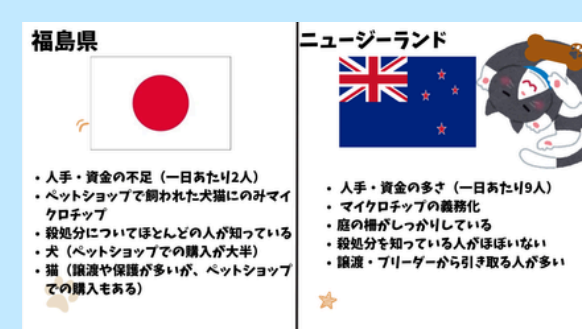 福島県
・人手・資金の不足（一日あたり2人）
・ペットショップで飼われた犬猫にのみマイ
クロチップ
・殺処分についてほとんどの人が知っている
・犬（ペットショップでの購入が大半）
・猫（譲渡や保護が多いが、ペットショップ
での購入もある）
ニュージーランド
・人手・資金の多さ（一日あたり9人）
・マイクロチップの義務化
・庭の柵がしっかりしている
・殺処分を知っている人がほぼいない
・譲渡・ブリーダーから引き取る人が多い